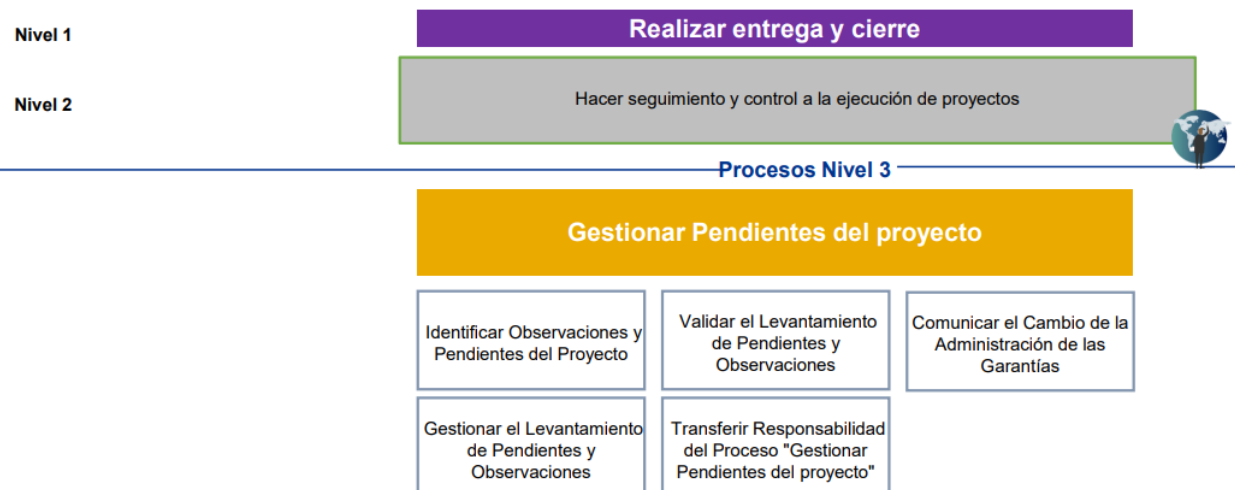 Nivel 1
Realizar entrega y cierre
Nivel 2
Hacer seguimiento y control a la ejecución de proyectos
Procesos Nivel 3
Gestionar Pendientes del proyecto
Identificar Observaciones y
Pendientes del Proyecto
Validar el Levantamiento
de Pendientes y
Observaciones
Comunicar el Cambio de la
Administración de las
Garantías
Gestionar el Levantamiento
de Pendientes y
Observaciones
Transferir Responsabilidad
del Proceso "Gestionar
Pendientes del proyecto"